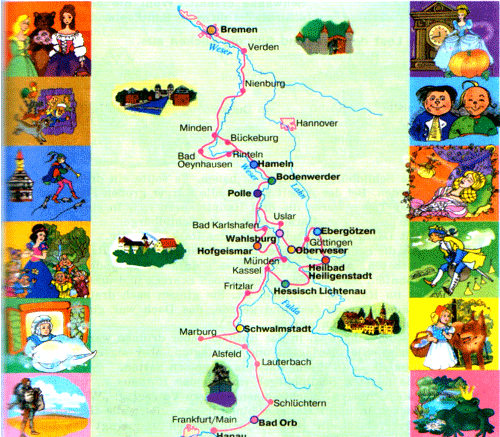 Bremen
Weser
Verden
Nienburg
Hannover
Minden
Bückeburg
Bad
Oeynhausen
Rinteln
Hameln
Weser
Bodenwerder
Lahn
Polle
Uslar
Bad Karlshafen
Ebergötzen
Wahlsburg
Göttingen
Hofgeismar
Oberweser
Münden
Heilbad
Heiligenstadt
Kassel
Hessisch Lichtenau
Fritzlar
Fulda
Schwalmstadt
Marburg
Alsfeld
Lauterbach
Schlüchtern
Frankfurt/Main
Bad Orb
Hanau